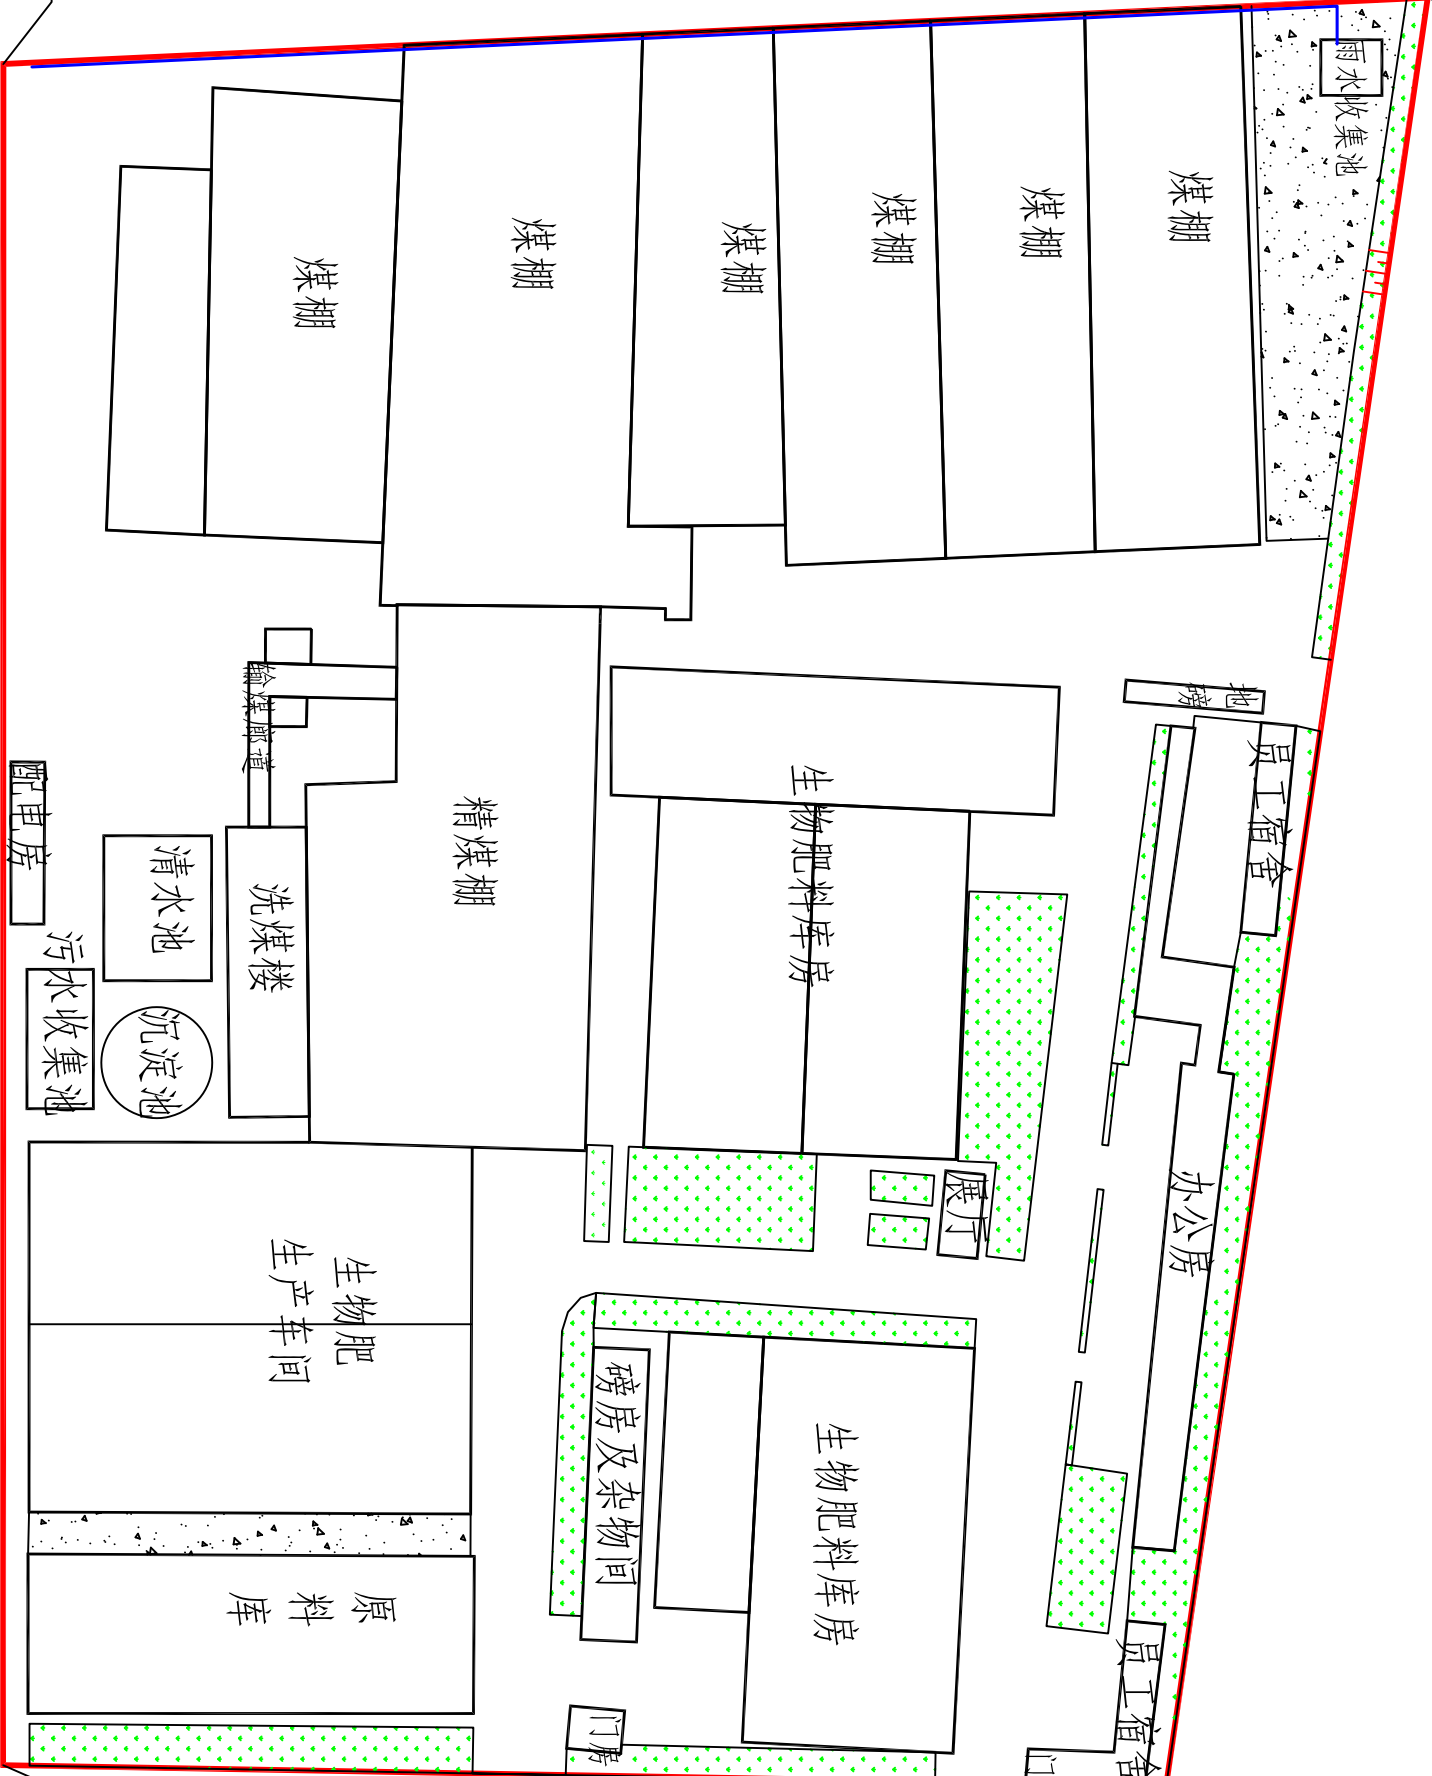 雨水收集池
煤棚
煤棚
煤棚
煤棚
煤棚
煤棚
输煤廊道
地磅
员工宿舍
配电房
清水池
洗煤楼
精煤棚
生物肥料库房
污水收集池
沉淀池
展厅
办公房
生物肥
生产车间
磅房及杂物间
生物肥料库房
原料库
门房
员工宿舍
门